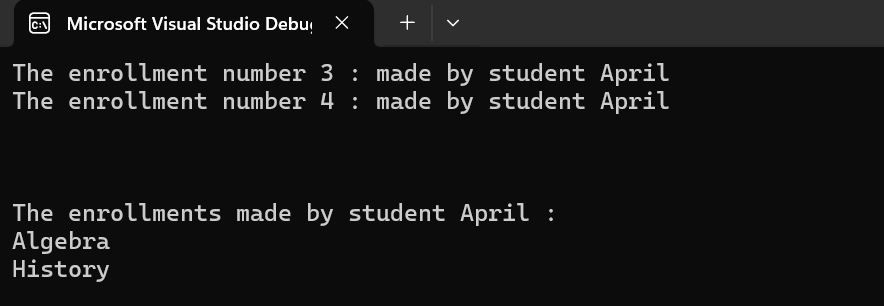 Microsoft Visual Studio Debug
The enrollment number 3 : made by student April
The enrollment number 4 : made by student April
The enrollments made by student April :
Algebra
History